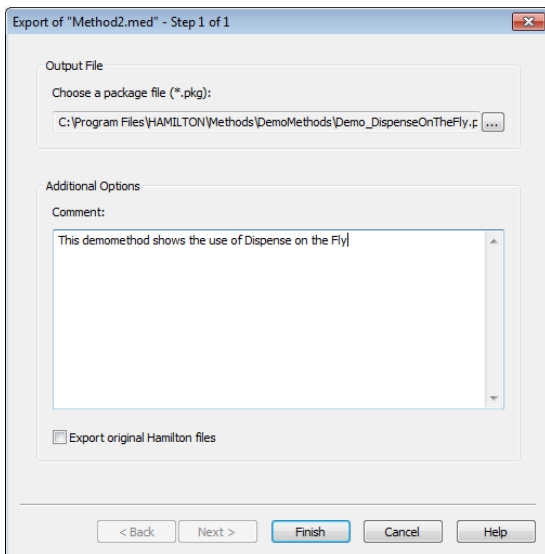 Export of "Method2.med" - Step 1 of 1
Output File
Choose a package file (*.pkg):
C:\Program Files\HAMILTON\Methods\DemoMethods\Demo_DispenseOnTheFly.p
...
Additional Options
Comment:
This demomethod shows the use of Dispense on the Fly
Export original Hamilton files
< Back
Next >
Finish
Cancel
Help